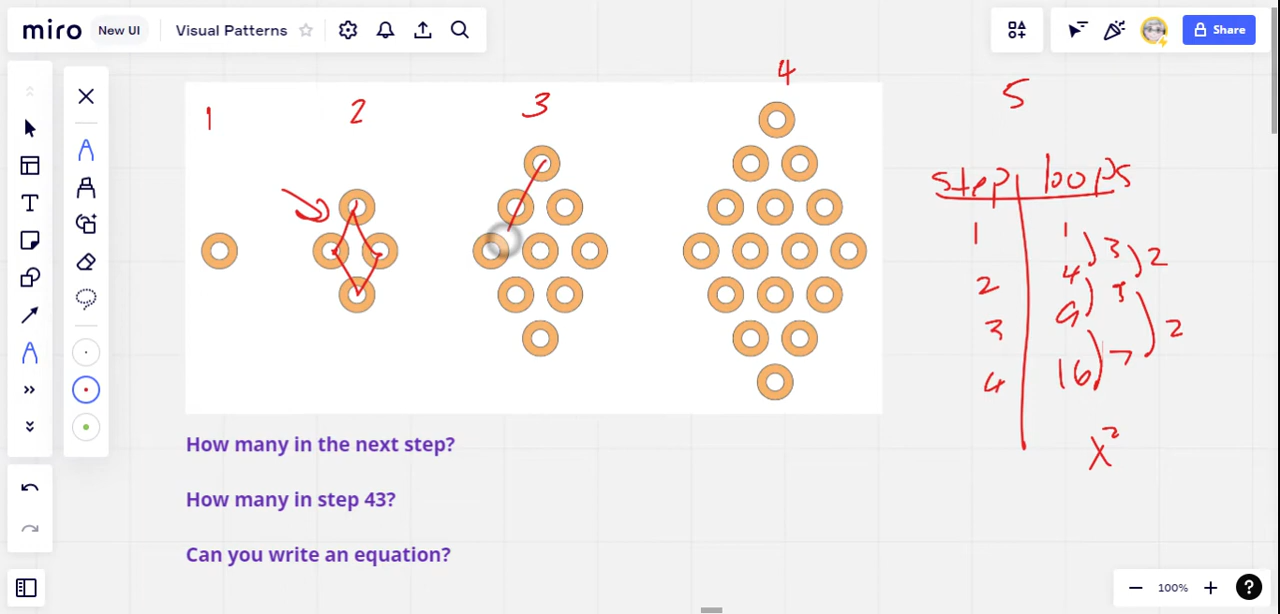 miro New UI Visual Patterns Share
1 2 3 4 5
step loops
1 1
3 2
2 4
5
3 9
2
7
4 16
x²
How many in the next step?
How many in step 43?
Can you write an equation?
T
100% ?